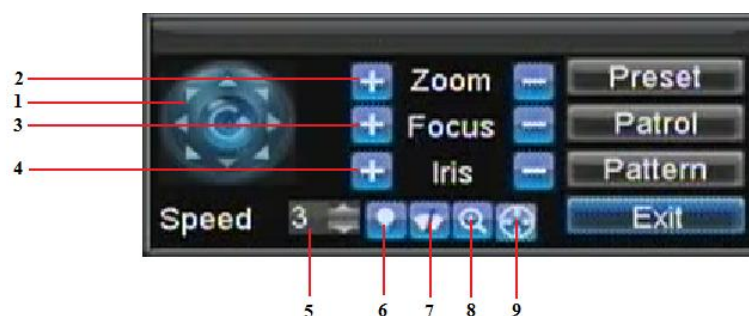 2
1
3
4
+ Zoom − Preset
+ Focus − Patrol
+ Iris − Pattern
Speed 3 Exit
5 6 7 8 9